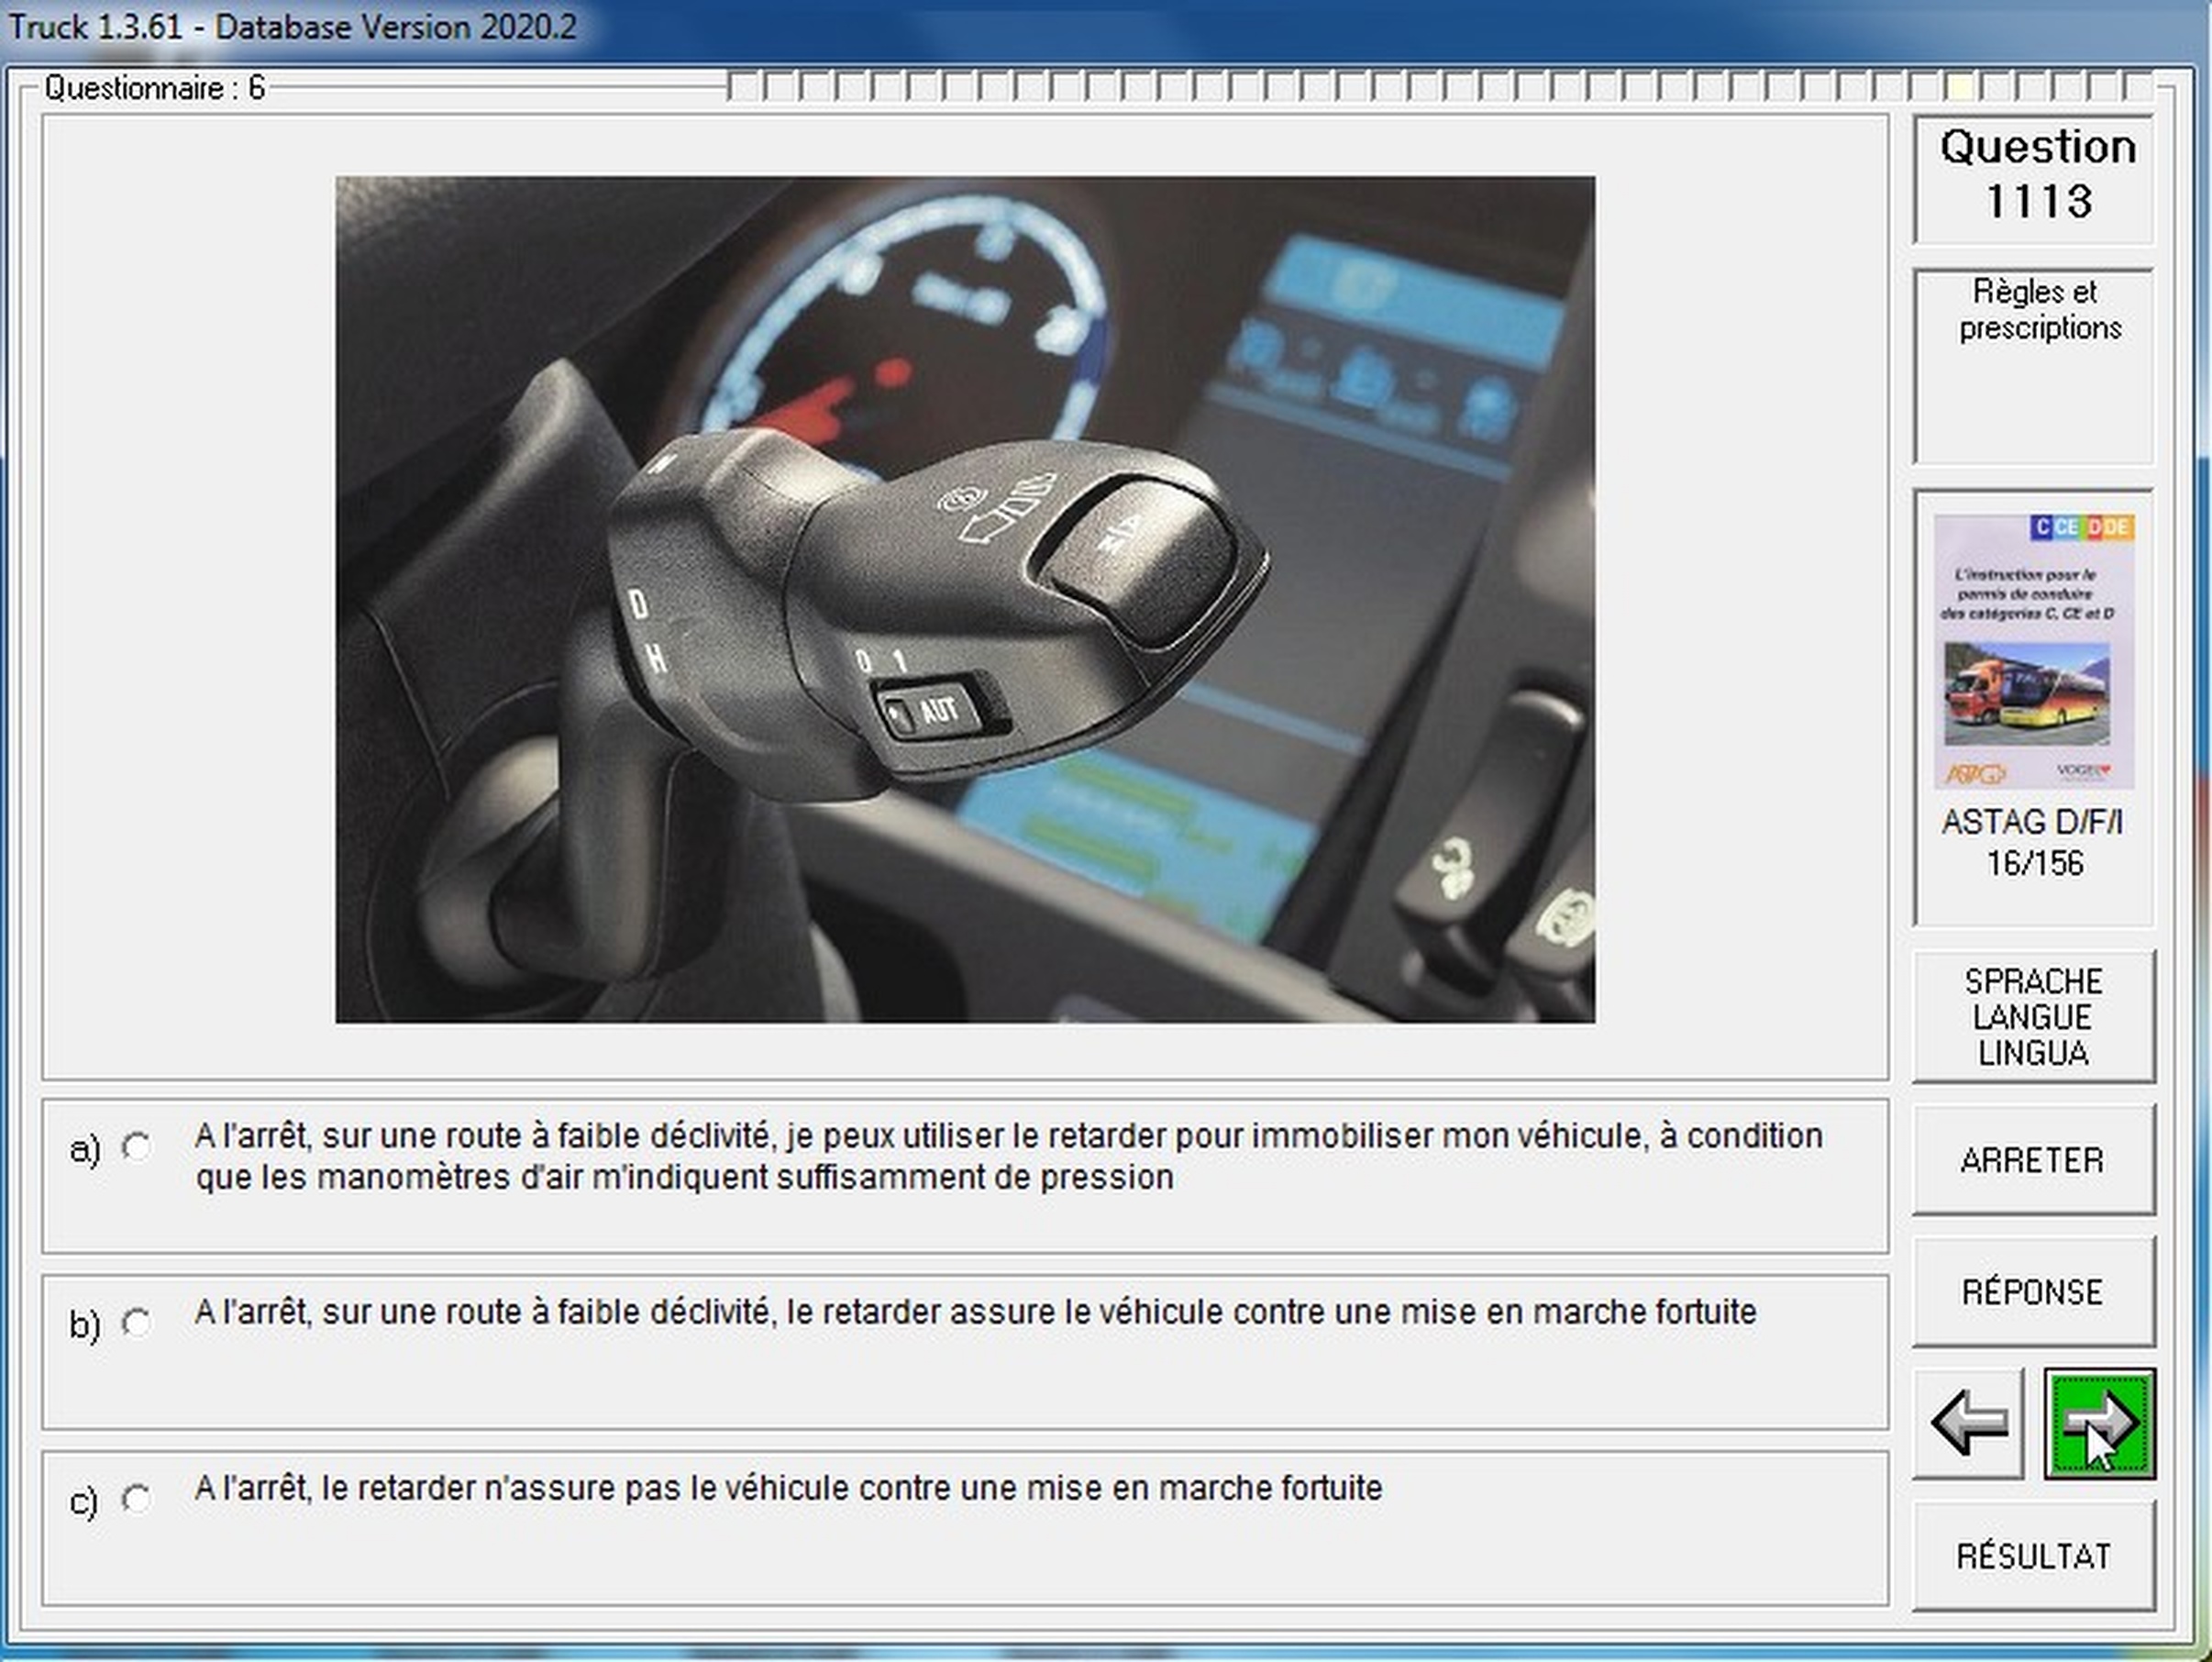 Truck 1.3.61 - Database Version 2020.2
Questionnaire : 6
Question
1113
Règles et
prescriptions
N
D
H
0 1
AUT
C CE D DE
L'instruction pour le
permis de conduire
des catégories C, CE et D
ASTAG
VOGEL
ASTAG D/F/I
16/156
SPRACHE
LANGUE
LINGUA
ARRETER
RÉPONSE
RÉSULTAT
a) A l'arrêt, sur une route à faible déclivité, je peux utiliser le retarder pour immobiliser mon véhicule, à condition
que les manomètres d'air m'indiquent suffisamment de pression
b) A l'arrêt, sur une route à faible déclivité, le retarder assure le véhicule contre une mise en marche fortuite
c) A l'arrêt, le retarder n'assure pas le véhicule contre une mise en marche fortuite